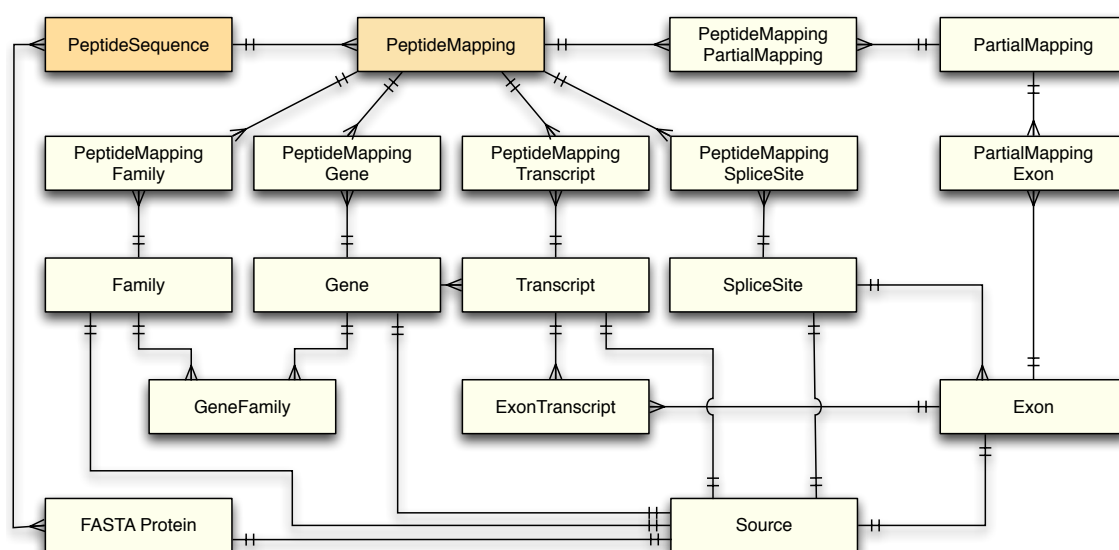 PeptideSequence
PeptideMapping
PeptideMapping
PartialMapping
PartialMapping
PeptideMapping
Family
PeptideMapping
Gene
PeptideMapping
Transcript
PeptideMapping
SpliceSite
PartialMapping
Exon
Family
Gene
Transcript
SpliceSite
GeneFamily
ExonTranscript
Exon
FASTA Protein
Source